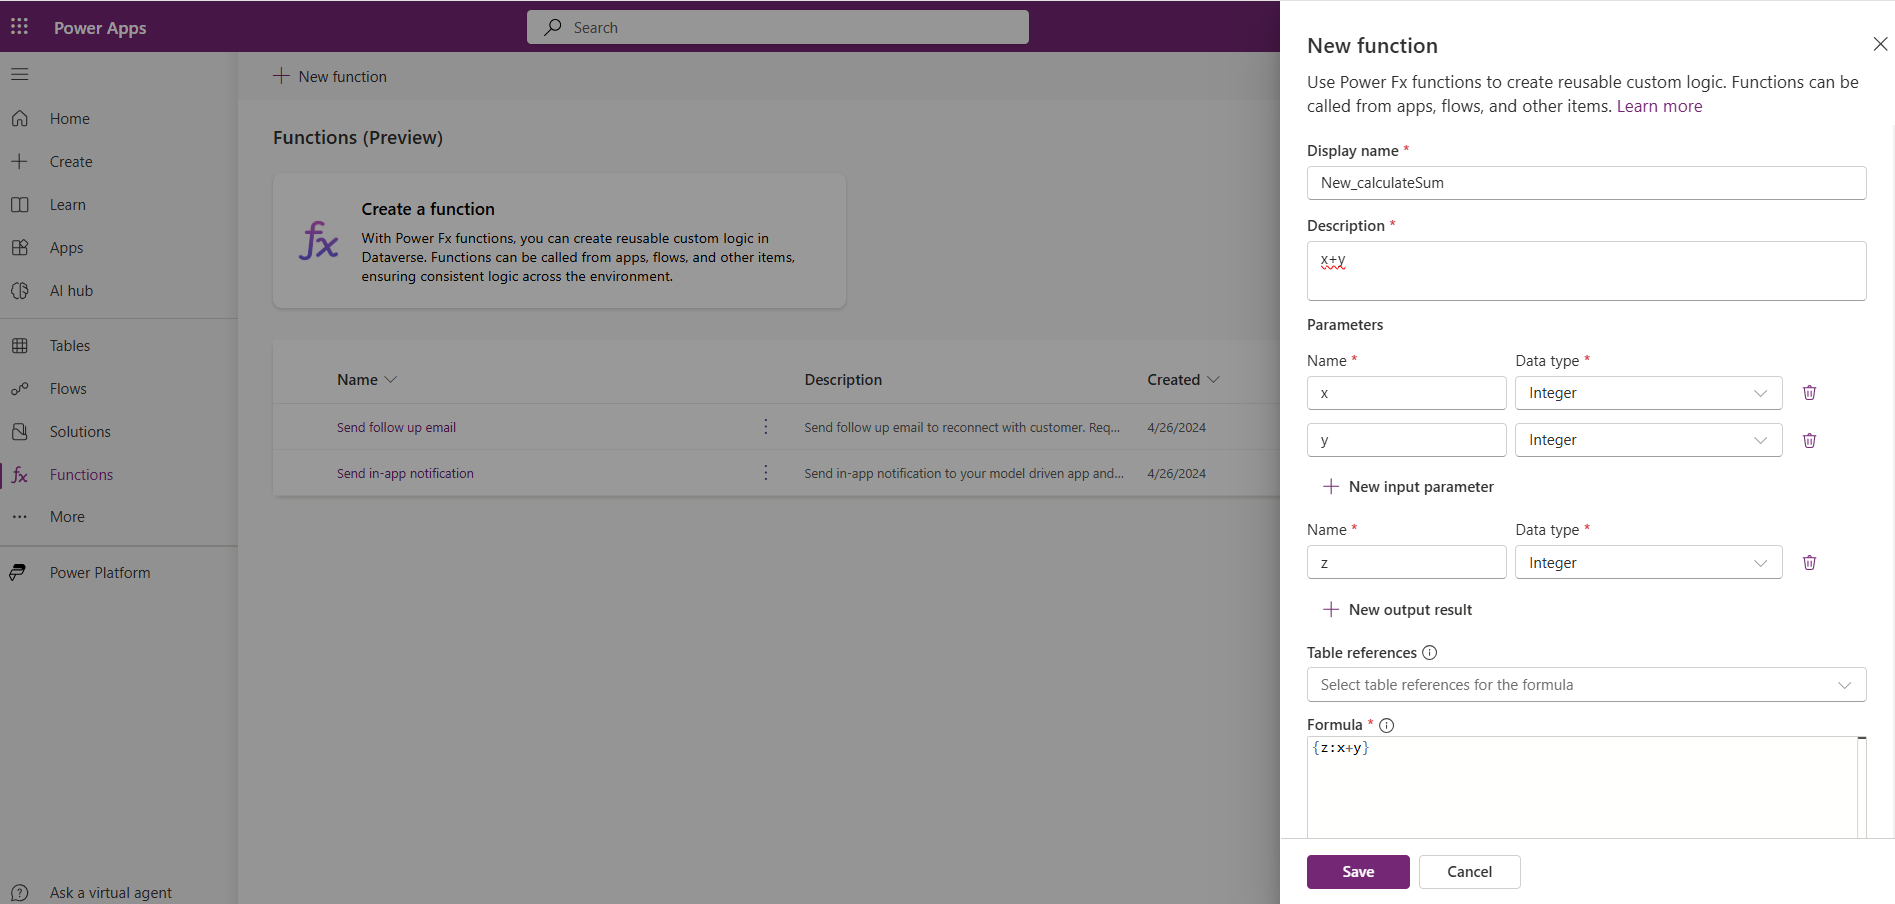 Power Apps
Search
Home
Create
Learn
Apps
AI hub
Tables
Flows
Solutions
Functions
More
Power Platform
Ask a virtual agent
New function
Functions (Preview)
Create a function
With Power Fx functions, you can create reusable custom logic in
Dataverse. Functions can be called from apps, flows, and other items,
ensuring consistent logic across the environment.
Name Description Created
Send follow up email Send follow up email to reconnect with customer. Req... 4/26/2024
Send in-app notification Send in-app notification to your model driven app and... 4/26/2024
New function
Use Power Fx functions to create reusable custom logic. Functions can be
called from apps, flows, and other items. Learn more
Display name *
New_calculateSum
Description *
x+y
Parameters
Name * Data type *
x Integer
y Integer
New input parameter
Name * Data type *
z Integer
New output result
Table references
Select table references for the formula
Formula *
{z:x+y}
Save Cancel